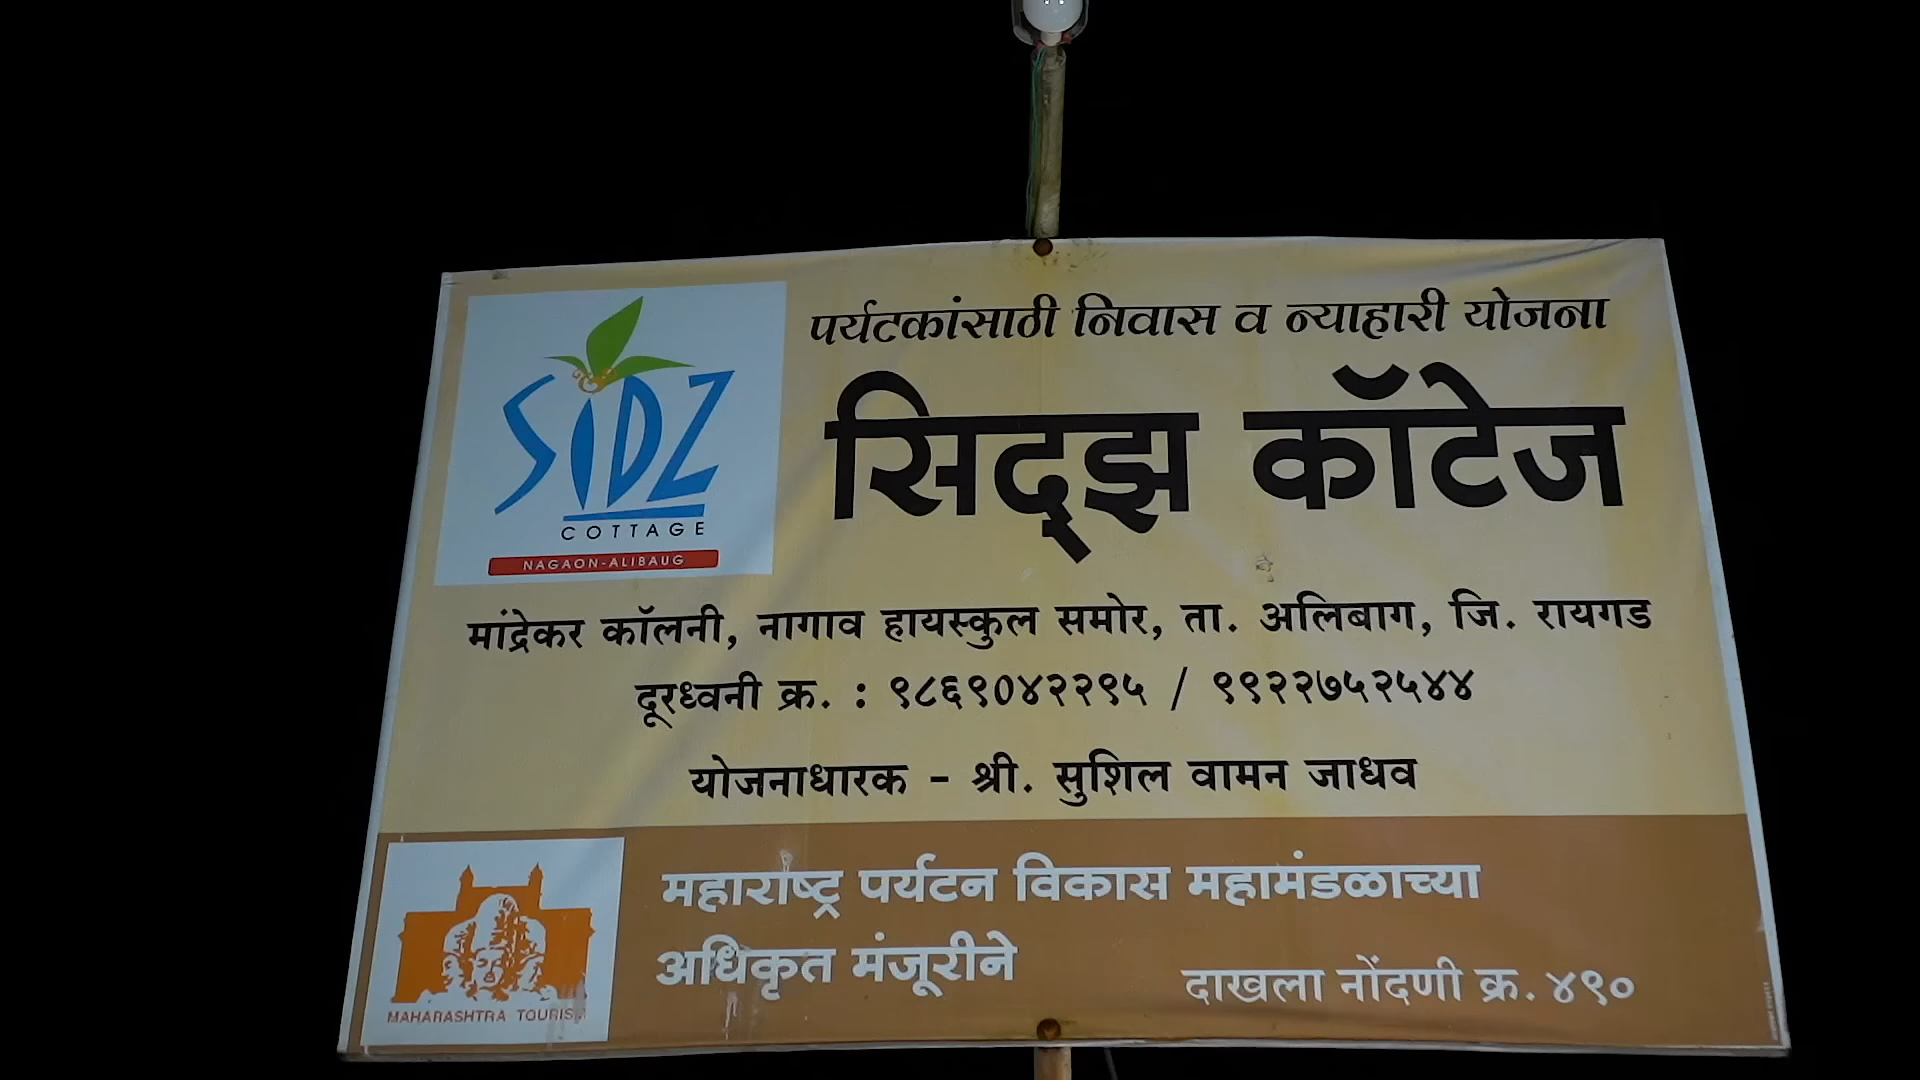 पर्यटकांसाठी निवास व न्याहारी योजना
SiDZ
COTTAGE
NAGAON-ALIBAUG
सिद्झ कॉटेज
मांद्रेकर कॉलनी, नागाव हायस्कुल समोर, ता. अलिबाग, जि. रायगड
दूरध्वनी क्र. : ९८६९०४२२९५ / ९९२२७५२५४४
योजनाधारक - श्री. सुशिल वामन जाधव
महाराष्ट्र पर्यटन विकास महामंडळाच्या
अधिकृत मंजूरीने
दाखला नोंदणी क्र. ४९०
MAHARASHTRA TOURISM